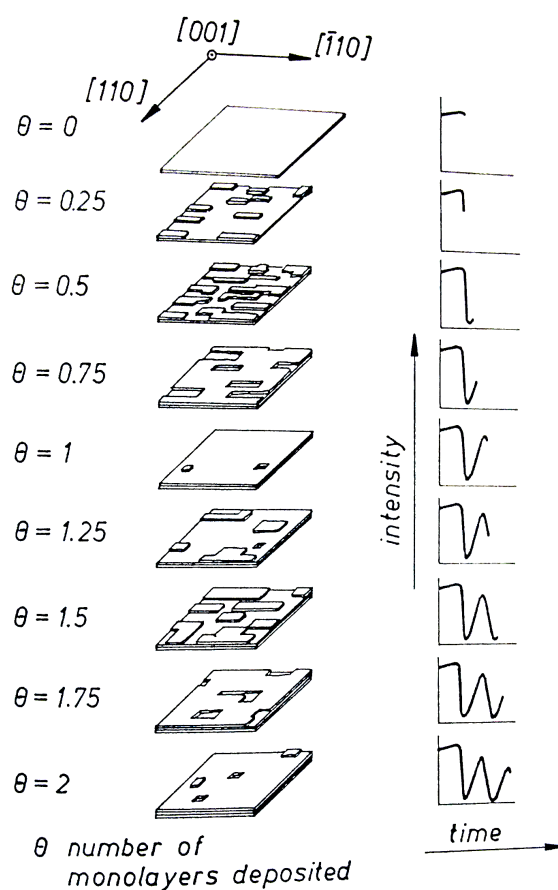 [001]
[1̅10]
[110]
θ = 0
θ = 0.25
θ = 0.5
θ = 0.75
θ = 1
θ = 1.25
θ = 1.5
θ = 1.75
θ = 2
intensity
time
θ number of
monolayers deposited